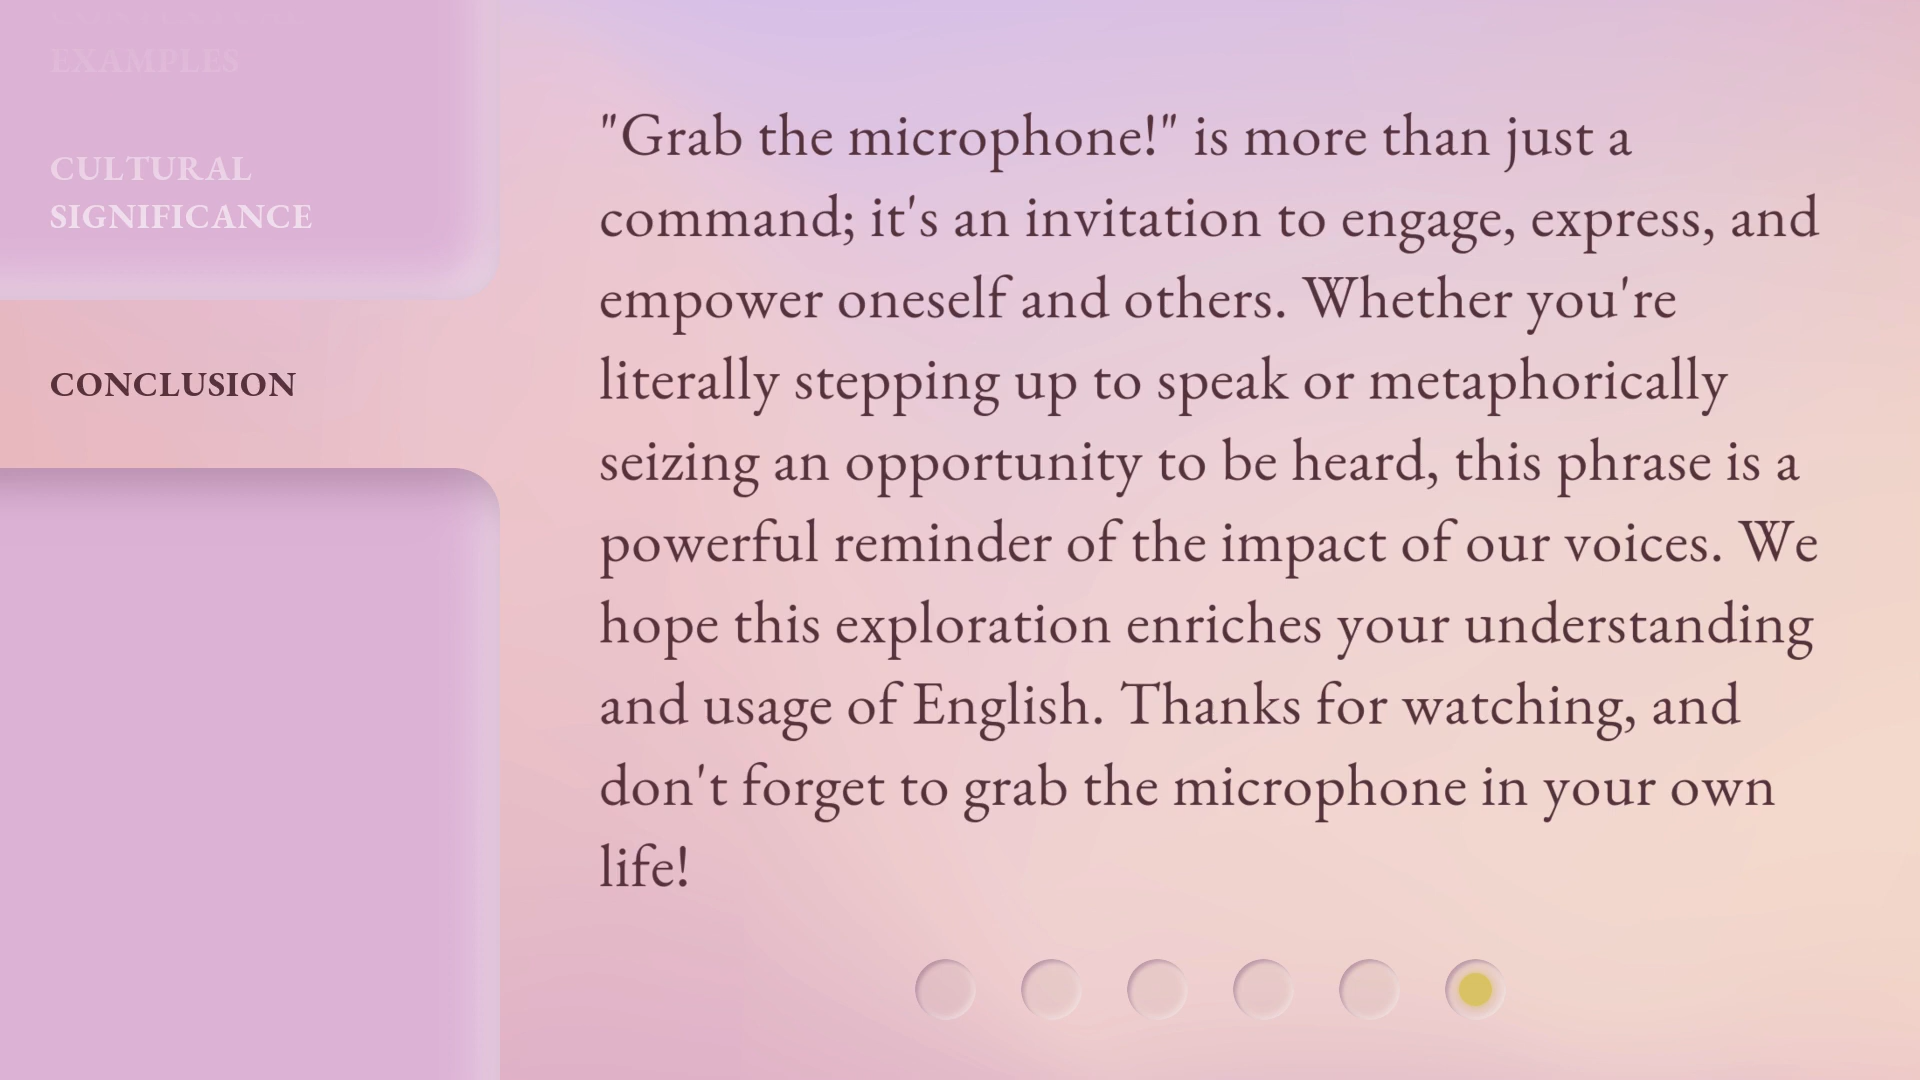 EXAMPLES
CULTURAL
SIGNIFICANCE
CONCLUSION
"Grab the microphone!" is more than just a
command; it's an invitation to engage, express, and
empower oneself and others. Whether you're
literally stepping up to speak or metaphorically
seizing an opportunity to be heard, this phrase is a
powerful reminder of the impact of our voices. We
hope this exploration enriches your understanding
and usage of English. Thanks for watching, and
don't forget to grab the microphone in your own
life!